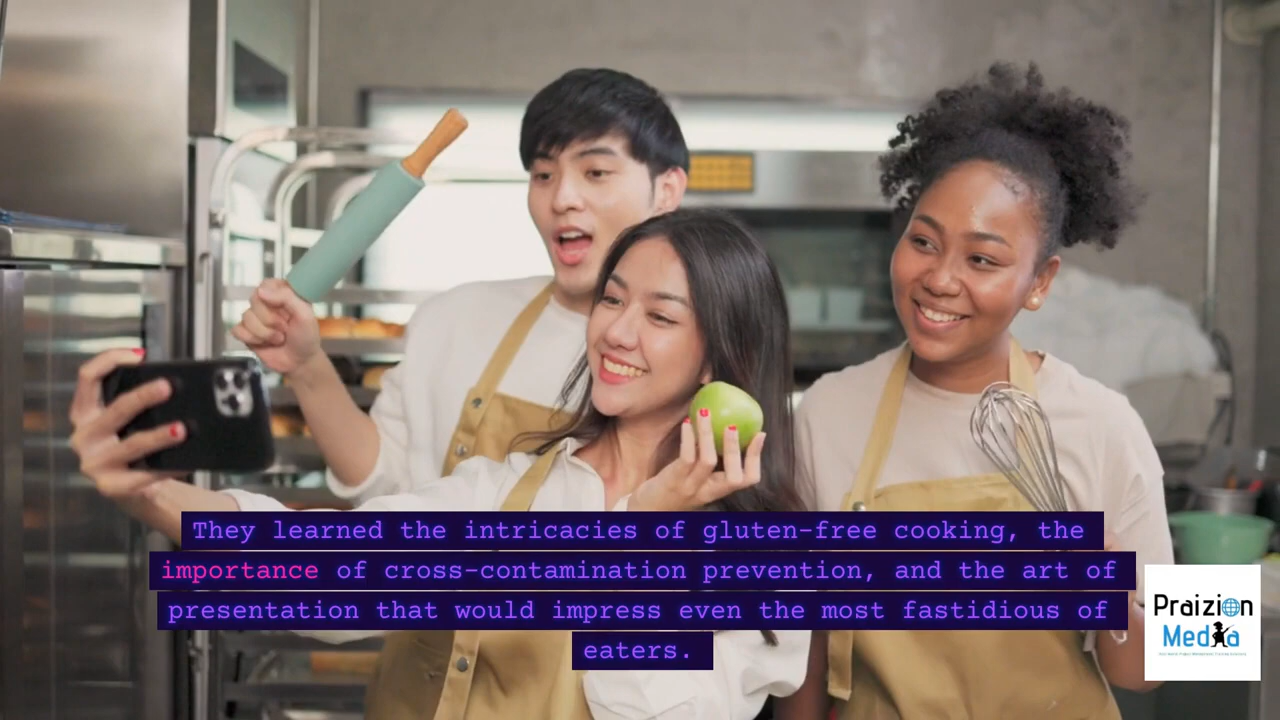 They learned the intricacies of gluten-free cooking, the
importance of cross-contamination prevention, and the art of
presentation that would impress even the most fastidious of
eaters.
Praizion
Media